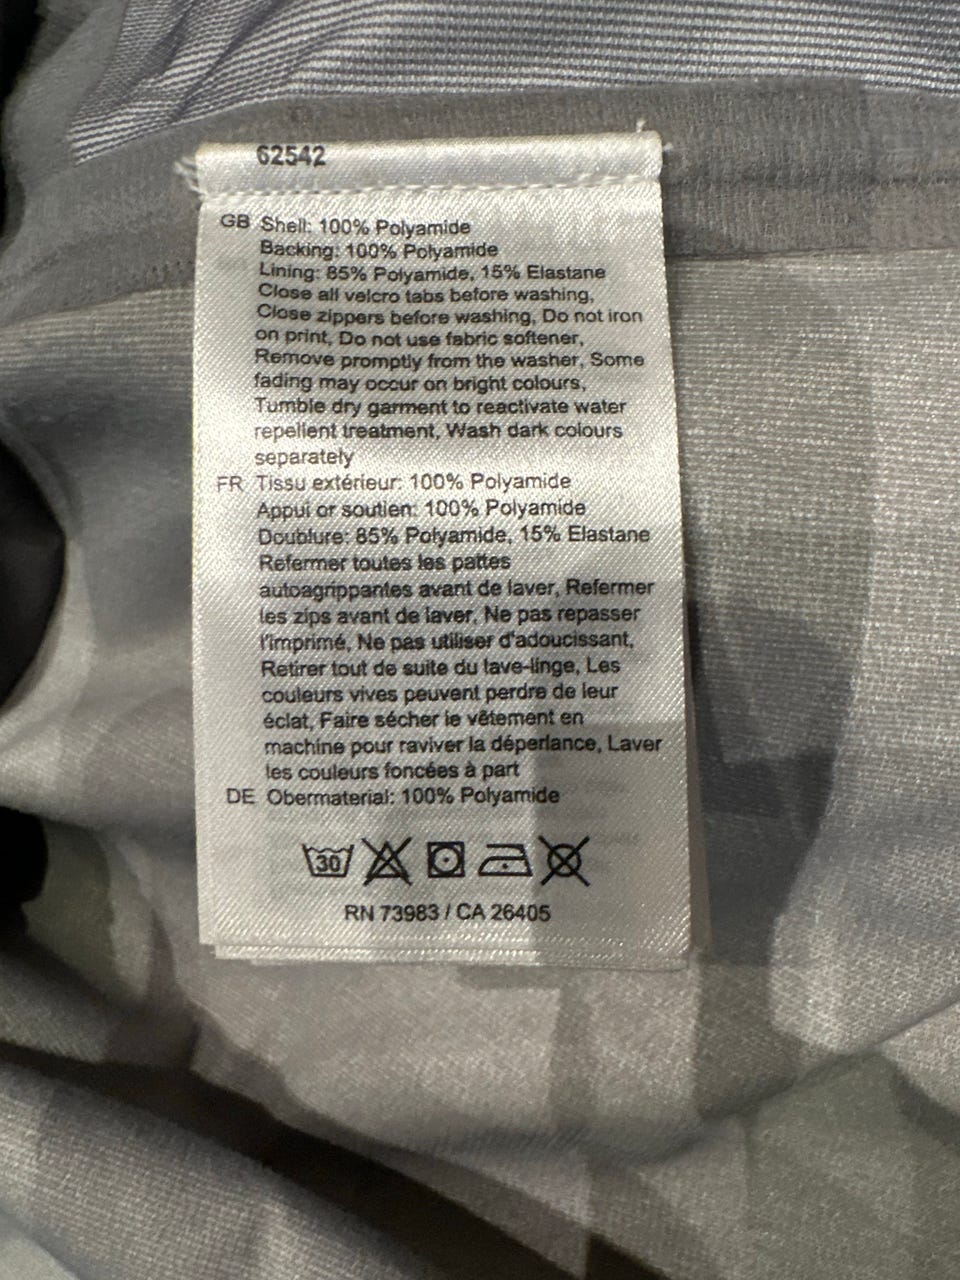 62542
GB Shell: 100% Polyamide
Backing: 100% Polyamide
Lining: 85% Polyamide, 15% Elastane
Close all velcro tabs before washing,
Close zippers before washing, Do not iron
on print, Do not use fabric softener,
Remove promptly from the washer, Some
fading may occur on bright colours,
Tumble dry garment to reactivate water
repellent treatment, Wash dark colours
separately
FR Tissu extérieur: 100% Polyamide
Appui or soutien: 100% Polyamide
Doublure: 85% Polyamide, 15% Elastane
Refermer toutes les pattes
autoagrippantes avant de laver, Refermer
les zips avant de laver, Ne pas repasser
l'imprimé, Ne pas utiliser d'adoucissant,
Retirer tout de suite du lave-linge, Les
couleurs vives peuvent perdre de leur
éclat, Faire sécher le vêtement en
machine pour raviver la déperlance, Laver
les couleurs foncées à part
DE Obermaterial: 100% Polyamide
30
RN 73983 / CA 26405